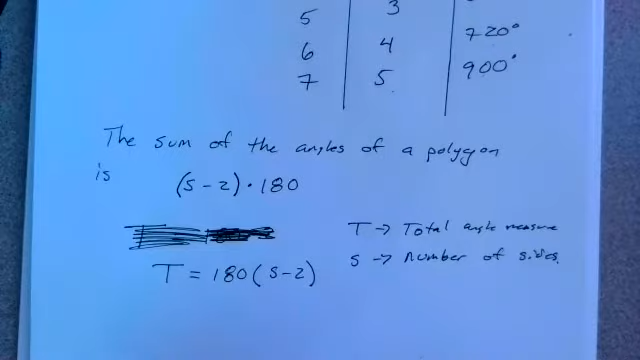 5 3
6 4 720°
7 5 900°
The sum of the angles of a polygon
is (s-2)·180
T → Total angle measure
s → Number of sides.
T = 180(s-2)